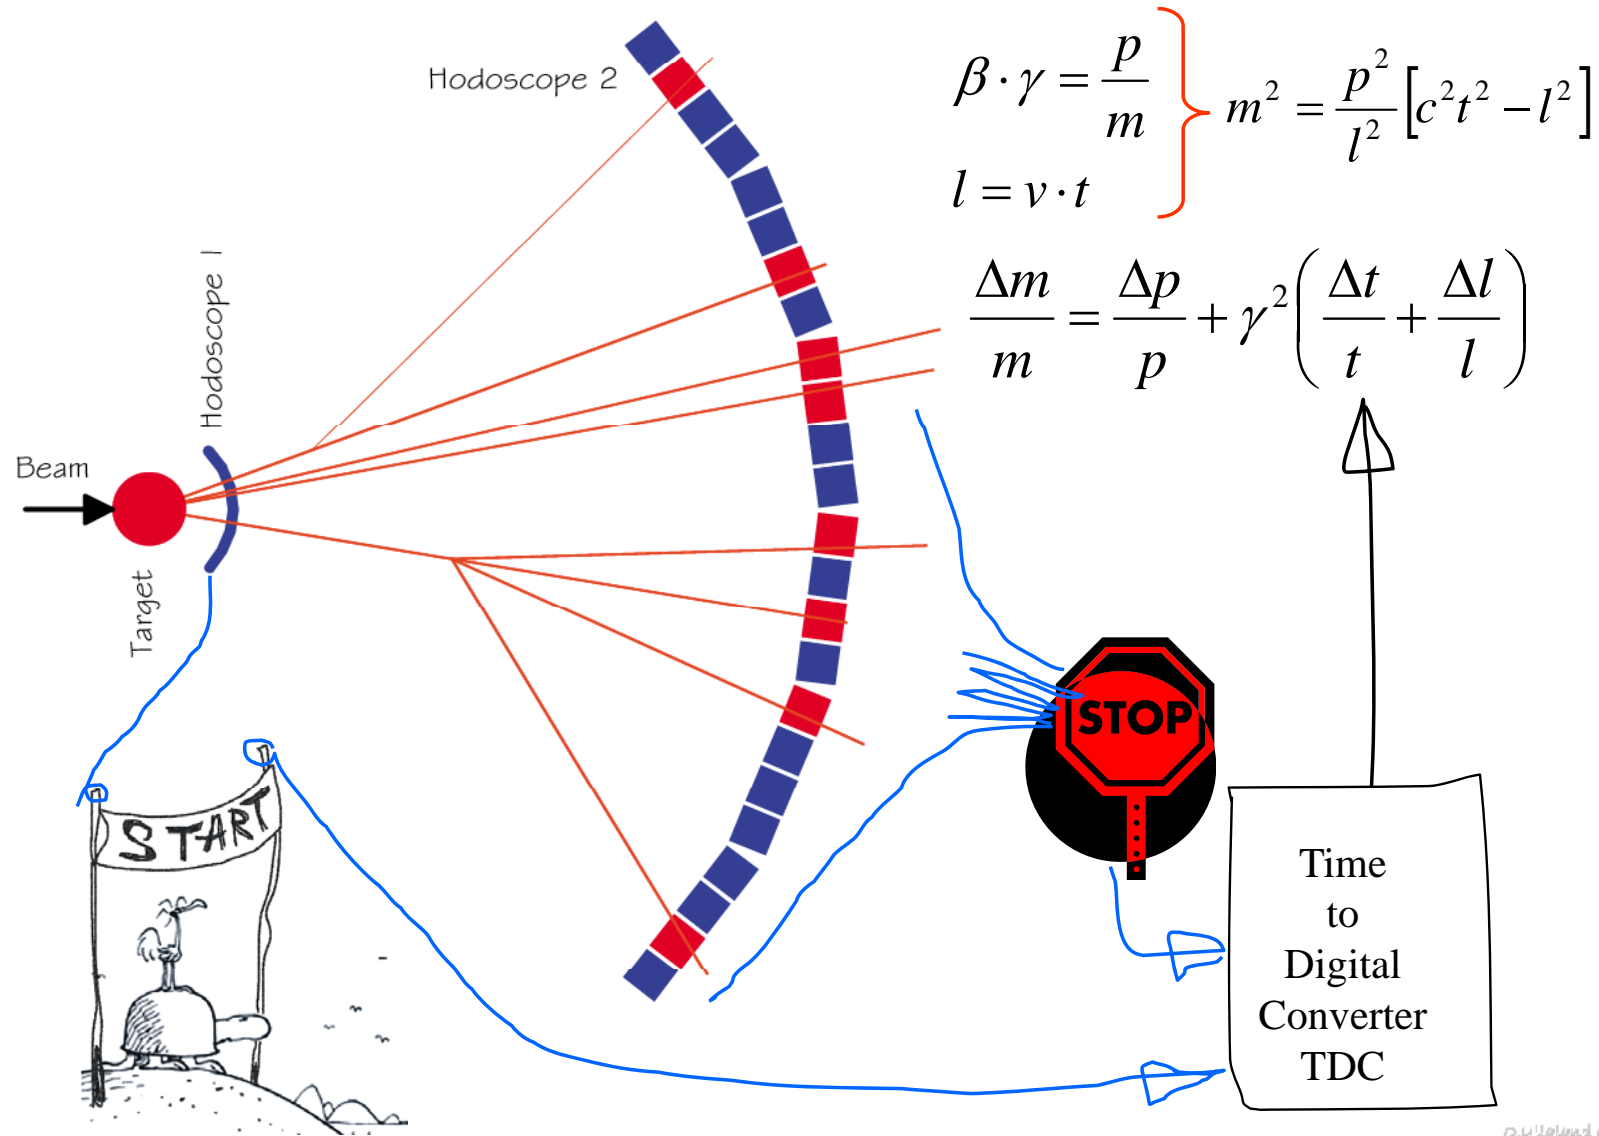 Hodoscope 2
β · γ = p / m
m² = p² / l² [c²t² − l²]
l = v · t
Δm / m = Δp / p + γ² ( Δt / t + Δl / l )
Hodoscope 1
Beam
Target
START
STOP
Time
to
Digital
Converter
TDC